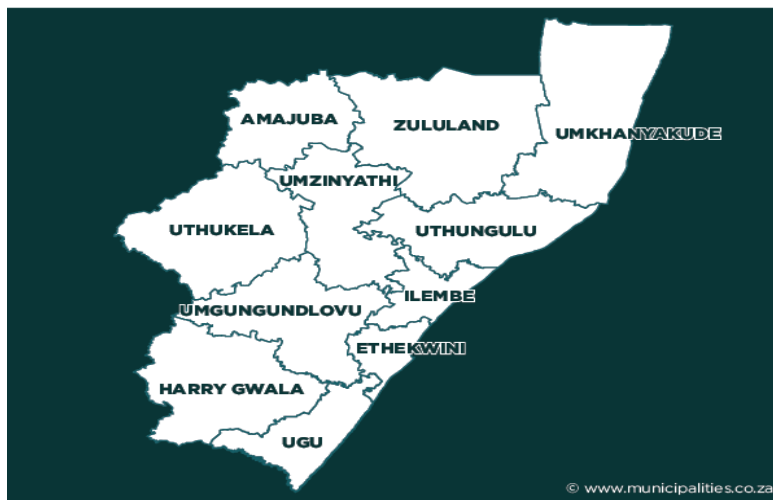 AMAJUBA
ZULULAND
UMKHANYAKUDE
UMZINYATHI
UTHUKELA
UTHUNGULU
ILEMBE
UMGUNGUNDLOVU
ETHEKWINI
HARRY GWALA
UGU
© www.municipalities.co.za